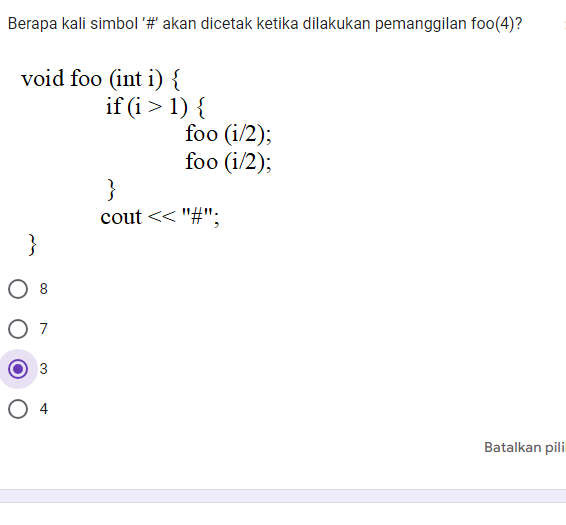 Berapa kali simbol '#' akan dicetak ketika dilakukan pemanggilan foo(4)?
void foo (int i) {
if (i > 1) {
foo (i/2);
foo (i/2);
}
cout << "#";
}
8
7
3
4
Batalkan pili